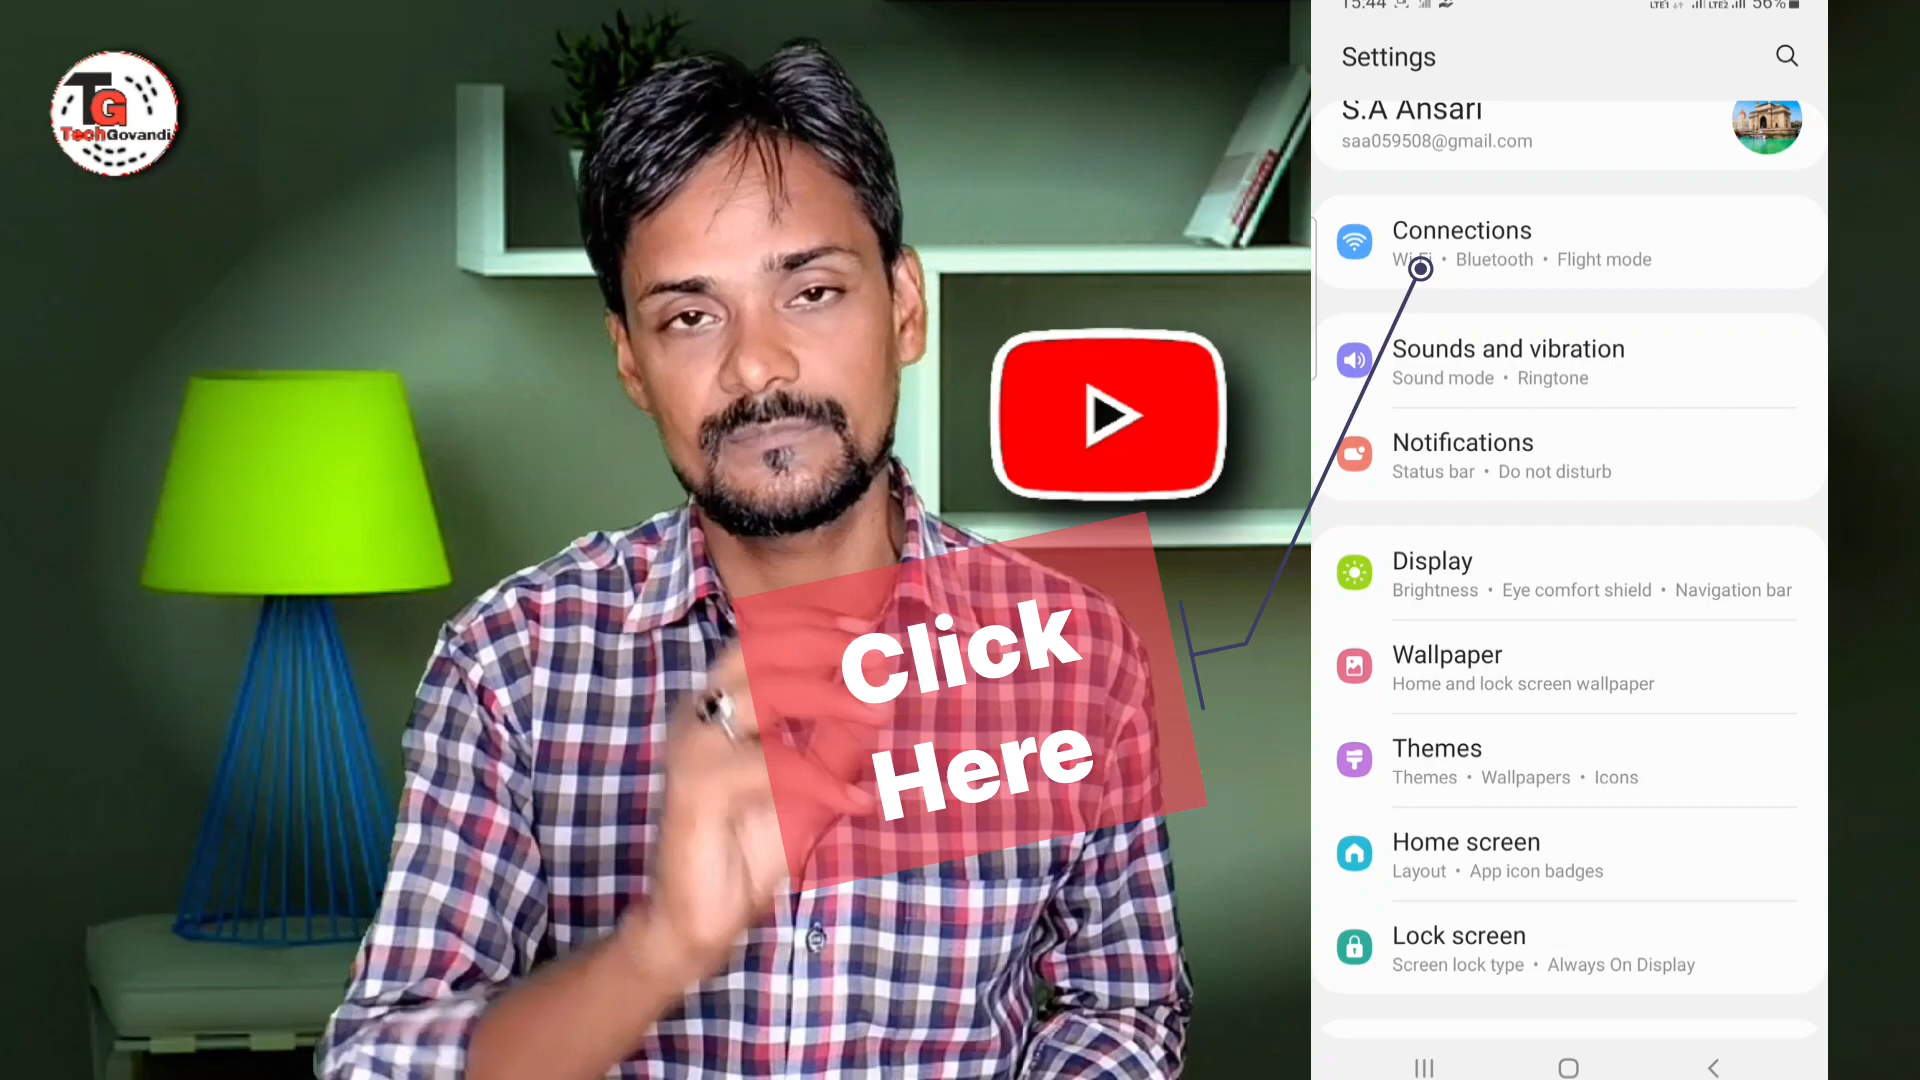 TG
TechGovandi
Click
Here
15:44
LTE1
LTE2
56%
Settings
S.A Ansari
saa059508@gmail.com
Connections
Wi-Fi • Bluetooth • Flight mode
Sounds and vibration
Sound mode • Ringtone
Notifications
Status bar • Do not disturb
Display
Brightness • Eye comfort shield • Navigation bar
Wallpaper
Home and lock screen wallpaper
Themes
Themes • Wallpapers • Icons
Home screen
Layout • App icon badges
Lock screen
Screen lock type • Always On Display